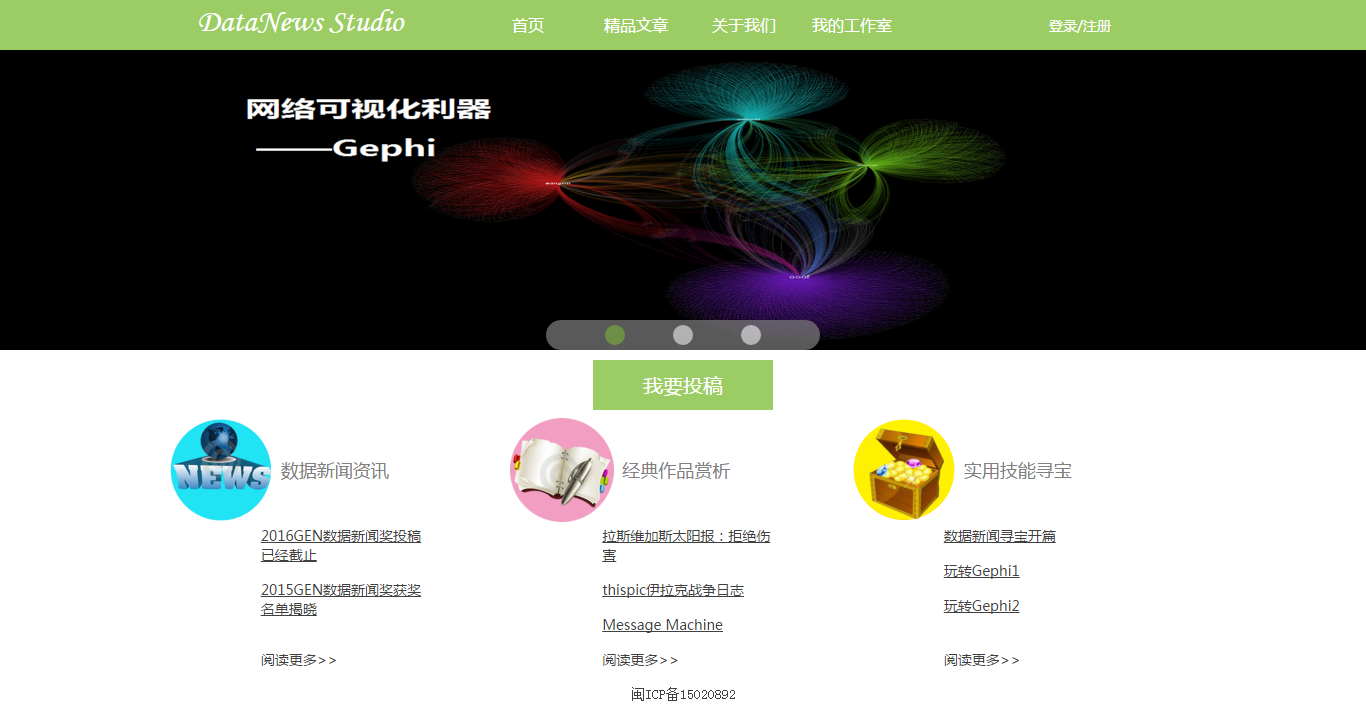 DataNews Studio 首页 精品文章 关于我们 我的工作室 登录/注册
网络可视化利器
——Gephi
我要投稿
NEWS 数据新闻资讯
2016GEN数据新闻奖投稿
已经截止
2015GEN数据新闻奖获奖
名单揭晓
阅读更多>>
经典作品赏析
拉斯维加斯太阳报：拒绝伤
害
thispic伊拉克战争日志
Message Machine
阅读更多>>
实用技能寻宝
数据新闻寻宝开篇
玩转Gephi1
玩转Gephi2
阅读更多>>
闽ICP备15020892